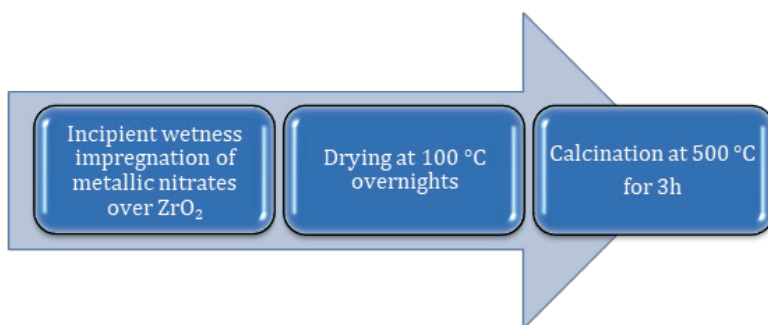 Incipient wetness
impregnation of
metallic nitrates
over ZrO₂
Drying at 100 °C
overnights
Calcination at 500 °C
for 3h